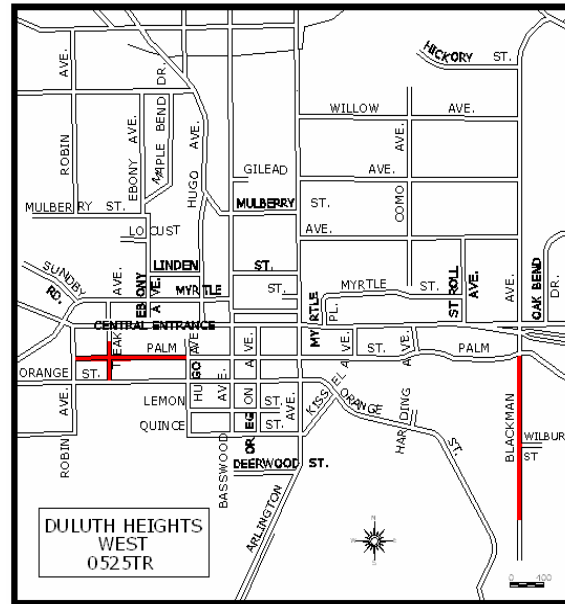 HICKORY ST.
ROBIN AVE.
EBONY AVE.
MAPLE BEND DR.
HUGO AVE.
WILLOW AVE.
GILEAD AVE.
COMO AVE.
MULBERRY ST.
MULBERRY ST.
AVE.
LOCUST
LINDEN ST.
SUNDBY RD.
AVE.
EBONY AVE.
MYRTLE ST.
MYRTLE ST.
STROLL AVE.
AVE.
OAK BEND DR.
MYRTLE PL.
CENTRAL ENTRANCE
TEAK
PALM
AVE.
ST.
PALM
ORANGE ST.
HUGO AVE
LEMON ST.
KISSEL
ORANGE ST.
HARDING AVE
QUINCE ST.
ROBIN AVE.
BASSWOOD AVE.
OREGON AVE.
DEERWOOD ST.
ARLINGTON AVE.
BLACKMAN
WILBUR ST
DULUTH HEIGHTS
WEST
0525TR
0 400